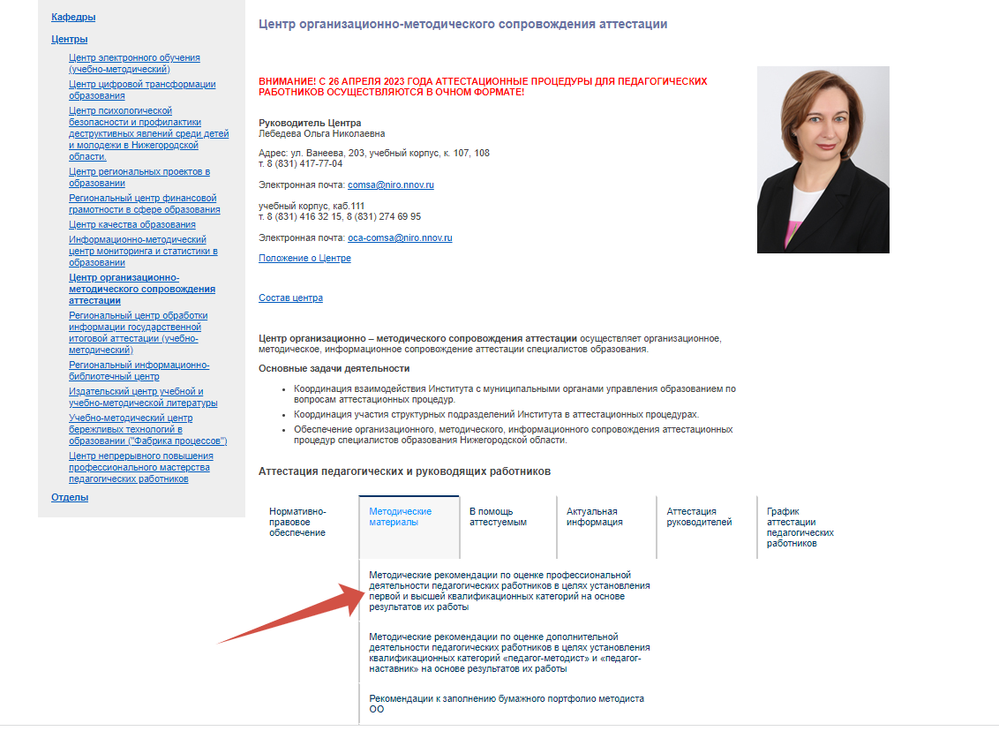 Кафедры
Центры
Центр электронного обучения
(учебно-методический)
Центр цифровой трансформации
образования
Центр психологической
безопасности и профилактики
деструктивных явлений среди детей
и молодежи в Нижегородской
области.
Центр региональных проектов в
образовании
Региональный центр финансовой
грамотности в сфере образования
Центр качества образования
Информационно-методический
центр мониторинга и статистики в
образовании
Центр организационно-
методического сопровождения
аттестации
Региональный центр обработки
информации государственной
итоговой аттестации (учебно-
методический)
Региональный информационно-
библиотечный центр
Издательский центр учебной и
учебно-методической литературы
Учебно-методический центр
бережливых технологий в
образовании ("Фабрика процессов")
Центр непрерывного повышения
профессионального мастерства
педагогических работников
Отделы
Центр организационно-методического сопровождения аттестации
ВНИМАНИЕ! С 26 АПРЕЛЯ 2023 ГОДА АТТЕСТАЦИОННЫЕ ПРОЦЕДУРЫ ДЛЯ ПЕДАГОГИЧЕСКИХ
РАБОТНИКОВ ОСУЩЕСТВЛЯЮТСЯ В ОЧНОМ ФОРМАТЕ!
Руководитель Центра
Лебедева Ольга Николаевна
Адрес: ул. Ванеева, 203, учебный корпус, к. 107, 108
т. 8 (831) 417-77-04
Электронная почта: comsa@niro.nnov.ru
учебный корпус, каб.111
т. 8 (831) 416 32 15, 8 (831) 274 69 95
Электронная почта: oca-comsa@niro.nnov.ru
Положение о Центре
Состав центра
Центр организационно – методического сопровождения аттестации осуществляет организационное,
методическое, информационное сопровождение аттестации специалистов образования.
Основные задачи деятельности
• Координация взаимодействия Института с муниципальными органами управления образованием по
вопросам аттестационных процедур.
• Координация участия структурных подразделений Института в аттестационных процедурах.
• Обеспечение организационного, методического, информационного сопровождения аттестационных
процедур специалистов образования Нижегородской области.
Аттестация педагогических и руководящих работников
Нормативно-
правовое
обеспечение
Методические
материалы
В помощь
аттестуемым
Актуальная
информация
Аттестация
руководителей
График
аттестации
педагогических
работников
Методические рекомендации по оценке профессиональной
деятельности педагогических работников в целях установления
первой и высшей квалификационных категорий на основе
результатов их работы
Методические рекомендации по оценке дополнительной
деятельности педагогических работников в целях установления
квалификационных категорий «педагог-методист» и «педагог-
наставник» на основе результатов их работы
Рекомендации к заполнению бумажного портфолио методиста
ОО